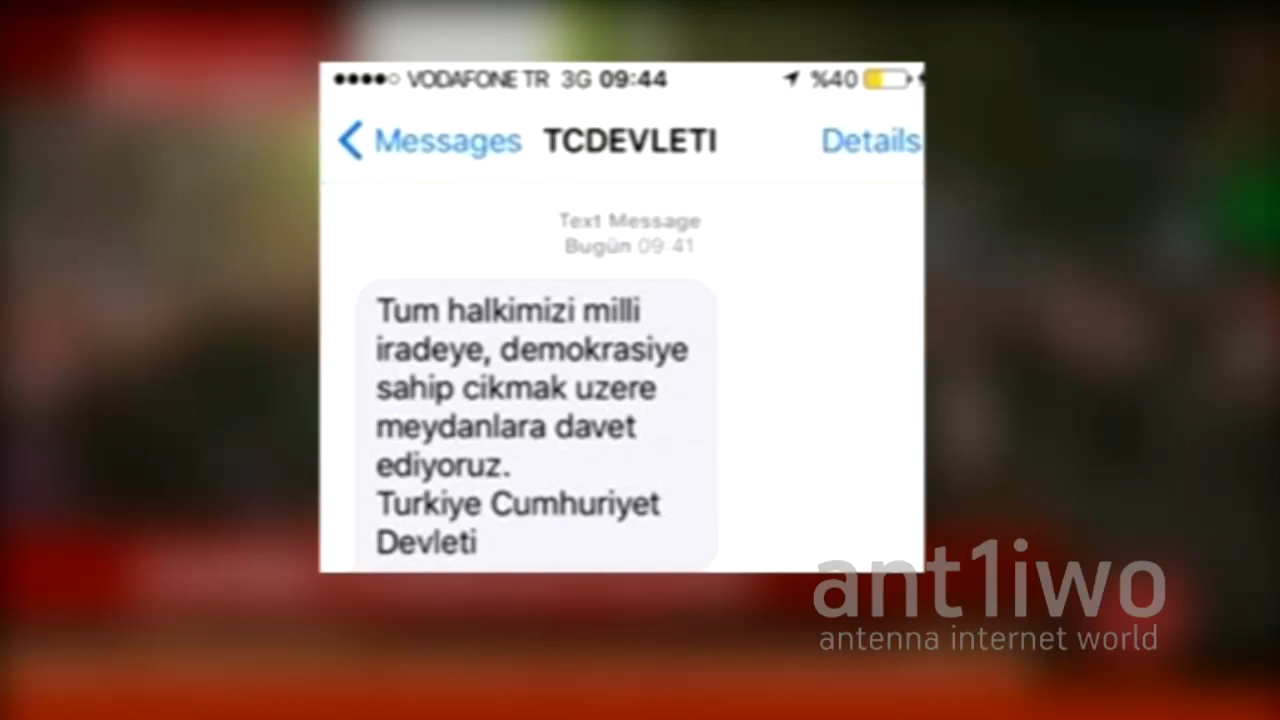 VODAFONE TR 3G 09:44 %40
Messages TCDEVLETI Details
Text Message
Bugün 09:41
Tum halkimizi milli
iradeye, demokrasiye
sahip cikmak uzere
meydanlara davet
ediyoruz.
Turkiye Cumhuriyet
Devleti
ant1iwo
antenna internet world